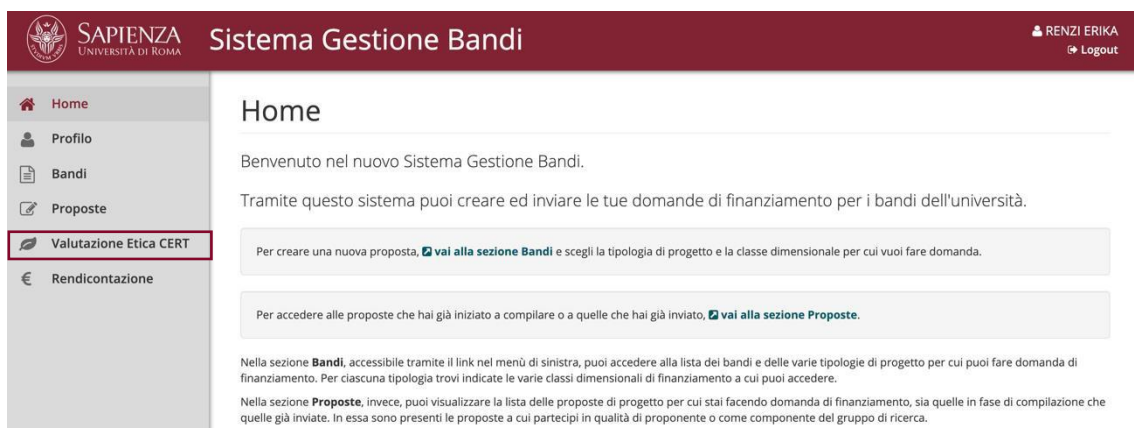 SAPIENZA
UNIVERSITÀ DI ROMA
Sistema Gestione Bandi
RENZI ERIKA
Logout
Home
Profilo
Bandi
Proposte
Valutazione Etica CERT
€ Rendicontazione
Home
Benvenuto nel nuovo Sistema Gestione Bandi.
Tramite questo sistema puoi creare ed inviare le tue domande di finanziamento per i bandi dell'università.
Per creare una nuova proposta, vai alla sezione Bandi e scegli la tipologia di progetto e la classe dimensionale per cui vuoi fare domanda.
Per accedere alle proposte che hai già iniziato a compilare o a quelle che hai già inviato, vai alla sezione Proposte.
Nella sezione Bandi, accessibile tramite il link nel menù di sinistra, puoi accedere alla lista dei bandi e delle varie tipologie di progetto per cui puoi fare domanda di
finanziamento. Per ciascuna tipologia trovi indicate le varie classi dimensionali di finanziamento a cui puoi accedere.
Nella sezione Proposte, invece, puoi visualizzare la lista delle proposte di progetto per cui stai facendo domanda di finanziamento, sia quelle in fase di compilazione che
quelle già inviate. In essa sono presenti le proposte a cui partecipi in qualità di proponente o come componente del gruppo di ricerca.